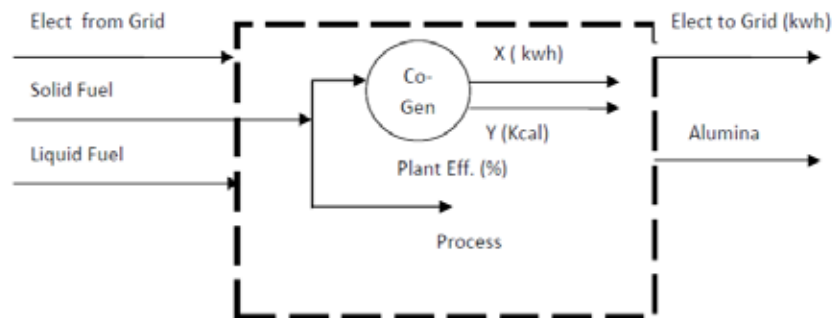 Elect from Grid
Elect to Grid (kwh)
X ( kwh)
Solid Fuel
Co-
Gen
Y (Kcal)
Alumina
Liquid Fuel
Plant Eff. (%)
Process